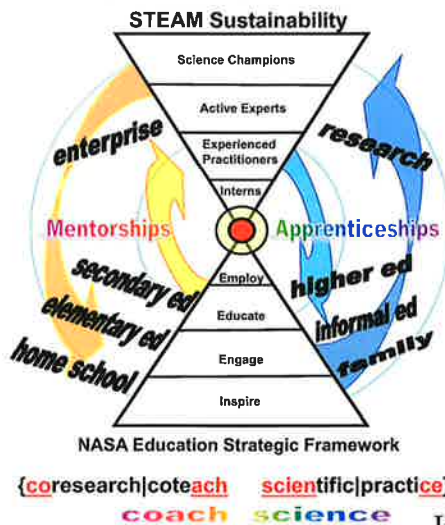 STEAM Sustainability
Science Champions
Active Experts
enterprise
research
Experienced
Practitioners
Interns
Mentorships
Apprenticeships
secondary ed
Employ
higher ed
elementary ed
Educate
informal ed
home school
Engage
family
Inspire
NASA Education Strategic Framework
{coresearch|coteach scientific|practice}
coach science